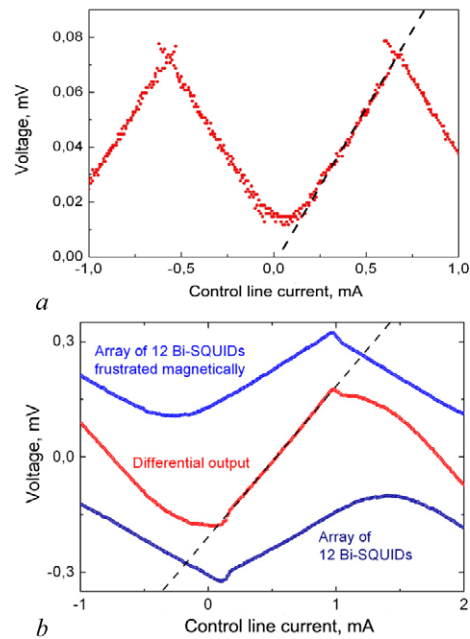 0,08
0,06
0,04
0,02
0,00
Voltage, mV
-1,0 -0,5 0,0 0,5 1,0
Control line current, mA
a
0.3
0,0
-0.3
Voltage, mV
Array of 12 Bi-SQUIDs
frustrated magnetically
Differential output
Array of
12 Bi-SQUIDs
-1 0 1 2
Control line current, mA
b